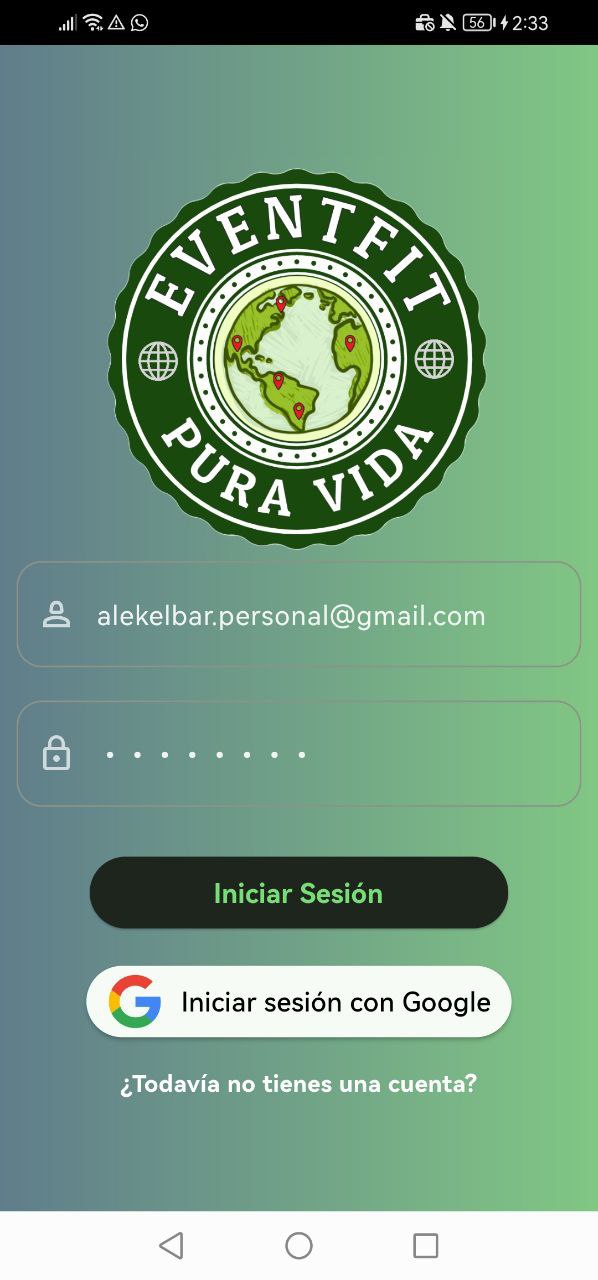 56 2:33
EVENTFIT
PURA VIDA
alekelbar.personal@gmail.com
• • • • • • • •
Iniciar Sesión
Iniciar sesión con Google
¿Todavía no tienes una cuenta?